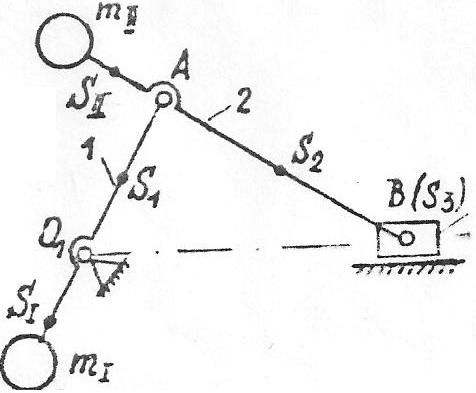 m_II
S_II
A
2
1
S_1
S_2
B(S_3)
O_1
S_I
m_I